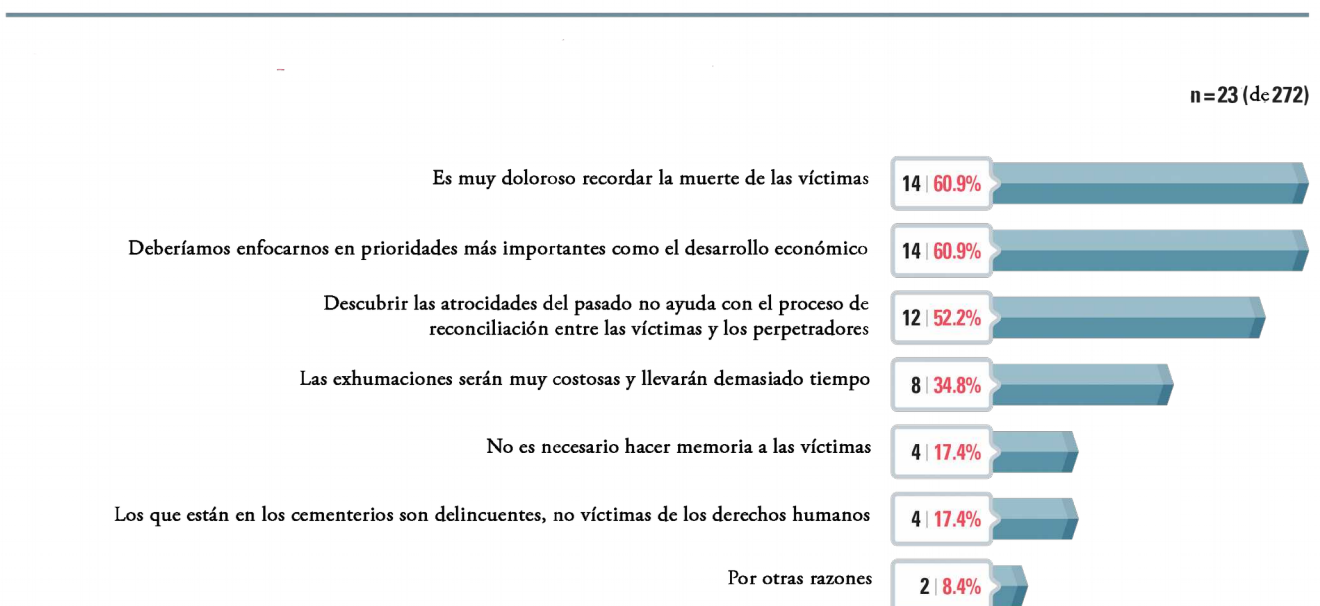 n=23 (de 272)
Es muy doloroso recordar la muerte de las víctimas 14 | 60.9%
Deberíamos enfocarnos en prioridades más importantes como el desarrollo económico 14 | 60.9%
Descubrir las atrocidades del pasado no ayuda con el proceso de
reconciliación entre las víctimas y los perpetradores 12 | 52.2%
Las exhumaciones serán muy costosas y llevarán demasiado tiempo 8 | 34.8%
No es necesario hacer memoria a las víctimas 4 | 17.4%
Los que están en los cementerios son delincuentes, no víctimas de los derechos humanos 4 | 17.4%
Por otras razones 2 | 8.4%